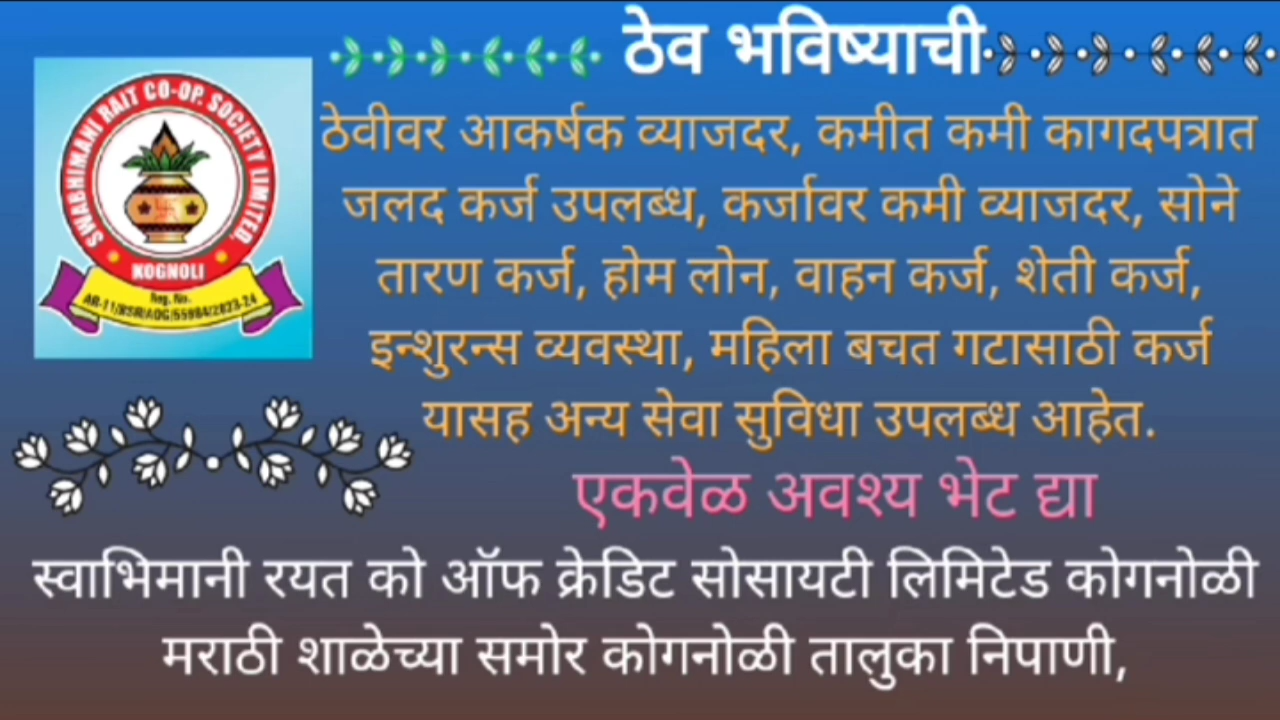 ठेव भविष्याची
ठेवीवर आकर्षक व्याजदर, कमीत कमी कागदपत्रात
जलद कर्ज उपलब्ध, कर्जावर कमी व्याजदर, सोने
तारण कर्ज, होम लोन, वाहन कर्ज, शेती कर्ज,
इन्शुरन्स व्यवस्था, महिला बचत गटासाठी कर्ज
यासह अन्य सेवा सुविधा उपलब्ध आहेत.
एकवेळ अवश्य भेट द्या
स्वाभिमानी रयत को ऑफ क्रेडिट सोसायटी लिमिटेड कोगनोळी
मराठी शाळेच्या समोर कोगनोळी तालुका निपाणी,
SWABHIMANI RAIT CO-OP. SOCIETY LIMITED,
KOGNOLI
Reg. No.